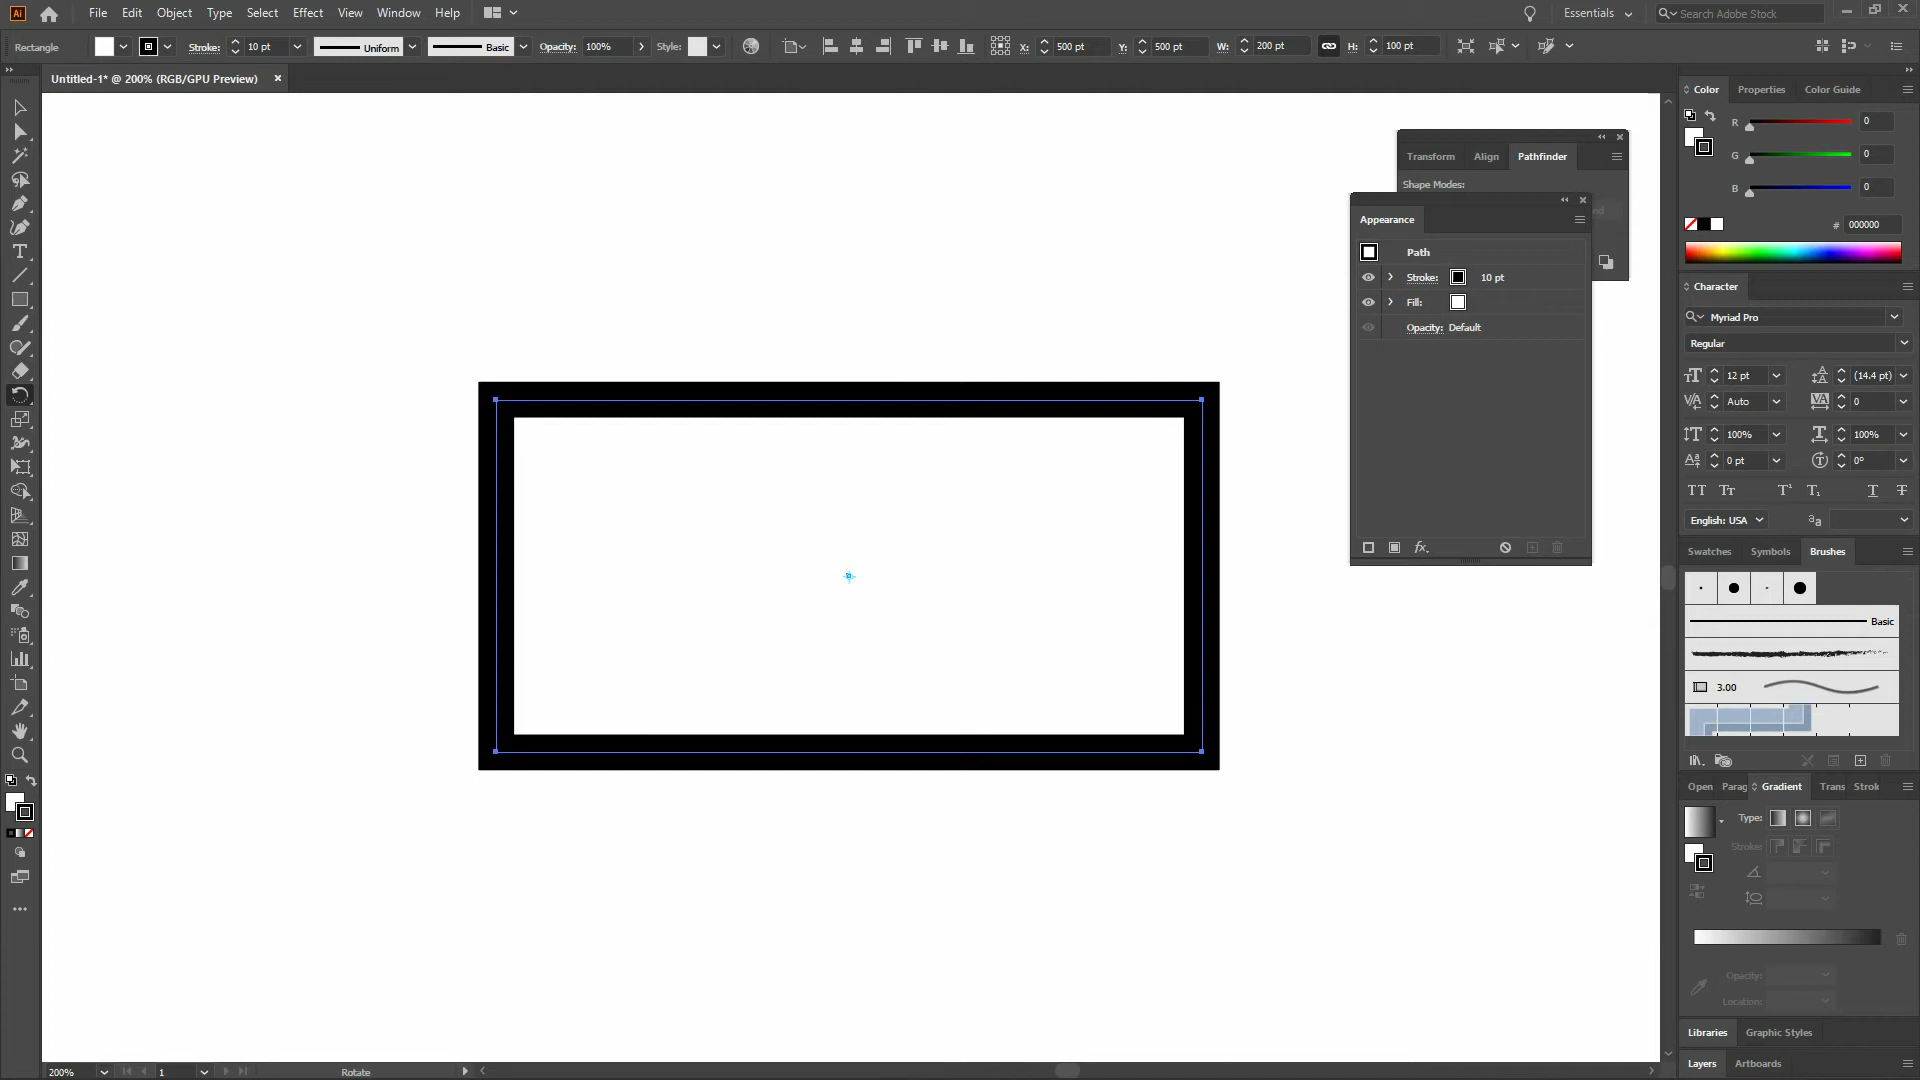 Ai File Edit Object Type Select Effect View Window Help Essentials Search Adobe Stock
Rectangle Stroke: 10 pt Uniform Basic Opacity: 100% Style: X: 500 pt Y: 500 pt W: 200 pt H: 100 pt
Untitled-1* @ 200% (RGB/GPU Preview)
Color Properties Color Guide
R 0
G 0
B 0
# 000000
Transform Align Pathfinder
Shape Modes:
Appearance
Path
Stroke: 10 pt
Fill:
Opacity: Default
fx
Character
Myriad Pro
Regular
12 pt (14.4 pt)
Auto 0
100% 100%
0 pt 0°
English: USA
Swatches Symbols Brushes
Basic
3.00
Open Parag Gradient Trans Strok
Type:
Stroke:
Opacity:
Location:
Libraries Graphic Styles
Layers Artboards
200% 1 Rotate